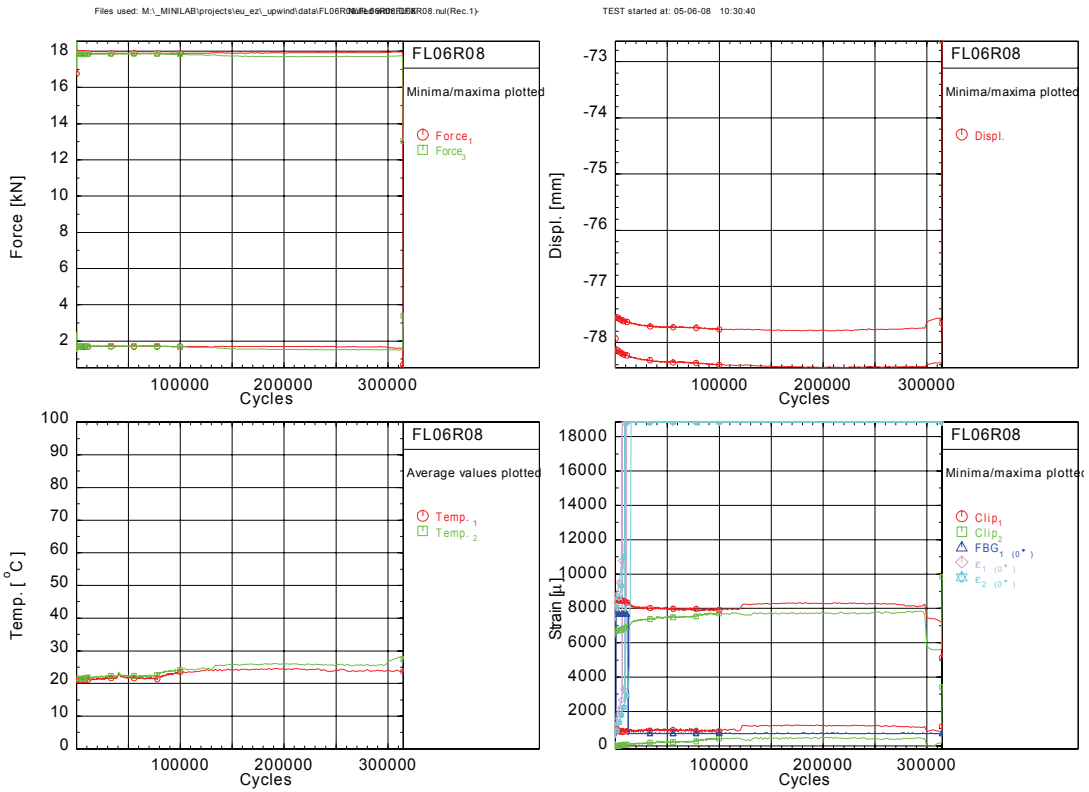 Files used: M:\_MINILAB\projects\eu_ez\_upwind\data\FL06R08
FL06R08.nul(Rec.1)-
TEST started at: 05-06-08 10:30:40
FL06R08
Minima/maxima plotted
Force1
Force3
18
16
14
12
10
8
6
4
2
Force [kN]
100000
200000
300000
Cycles
FL06R08
Minima/maxima plotted
Displ.
-73
-74
-75
-76
-77
-78
Displ. [mm]
100000
200000
300000
Cycles
FL06R08
Average values plotted
Temp. 1
Temp. 2
100
90
80
70
60
50
40
30
20
10
0
Temp. [ °C]
100000
200000
300000
Cycles
FL06R08
Minima/maxima plotted
Clip1
Clip2
FBG1 (0°)
ε1 (0°)
ε2 (0°)
18000
16000
14000
12000
10000
8000
6000
4000
2000
0
Strain [µ]
100000
200000
300000
Cycles